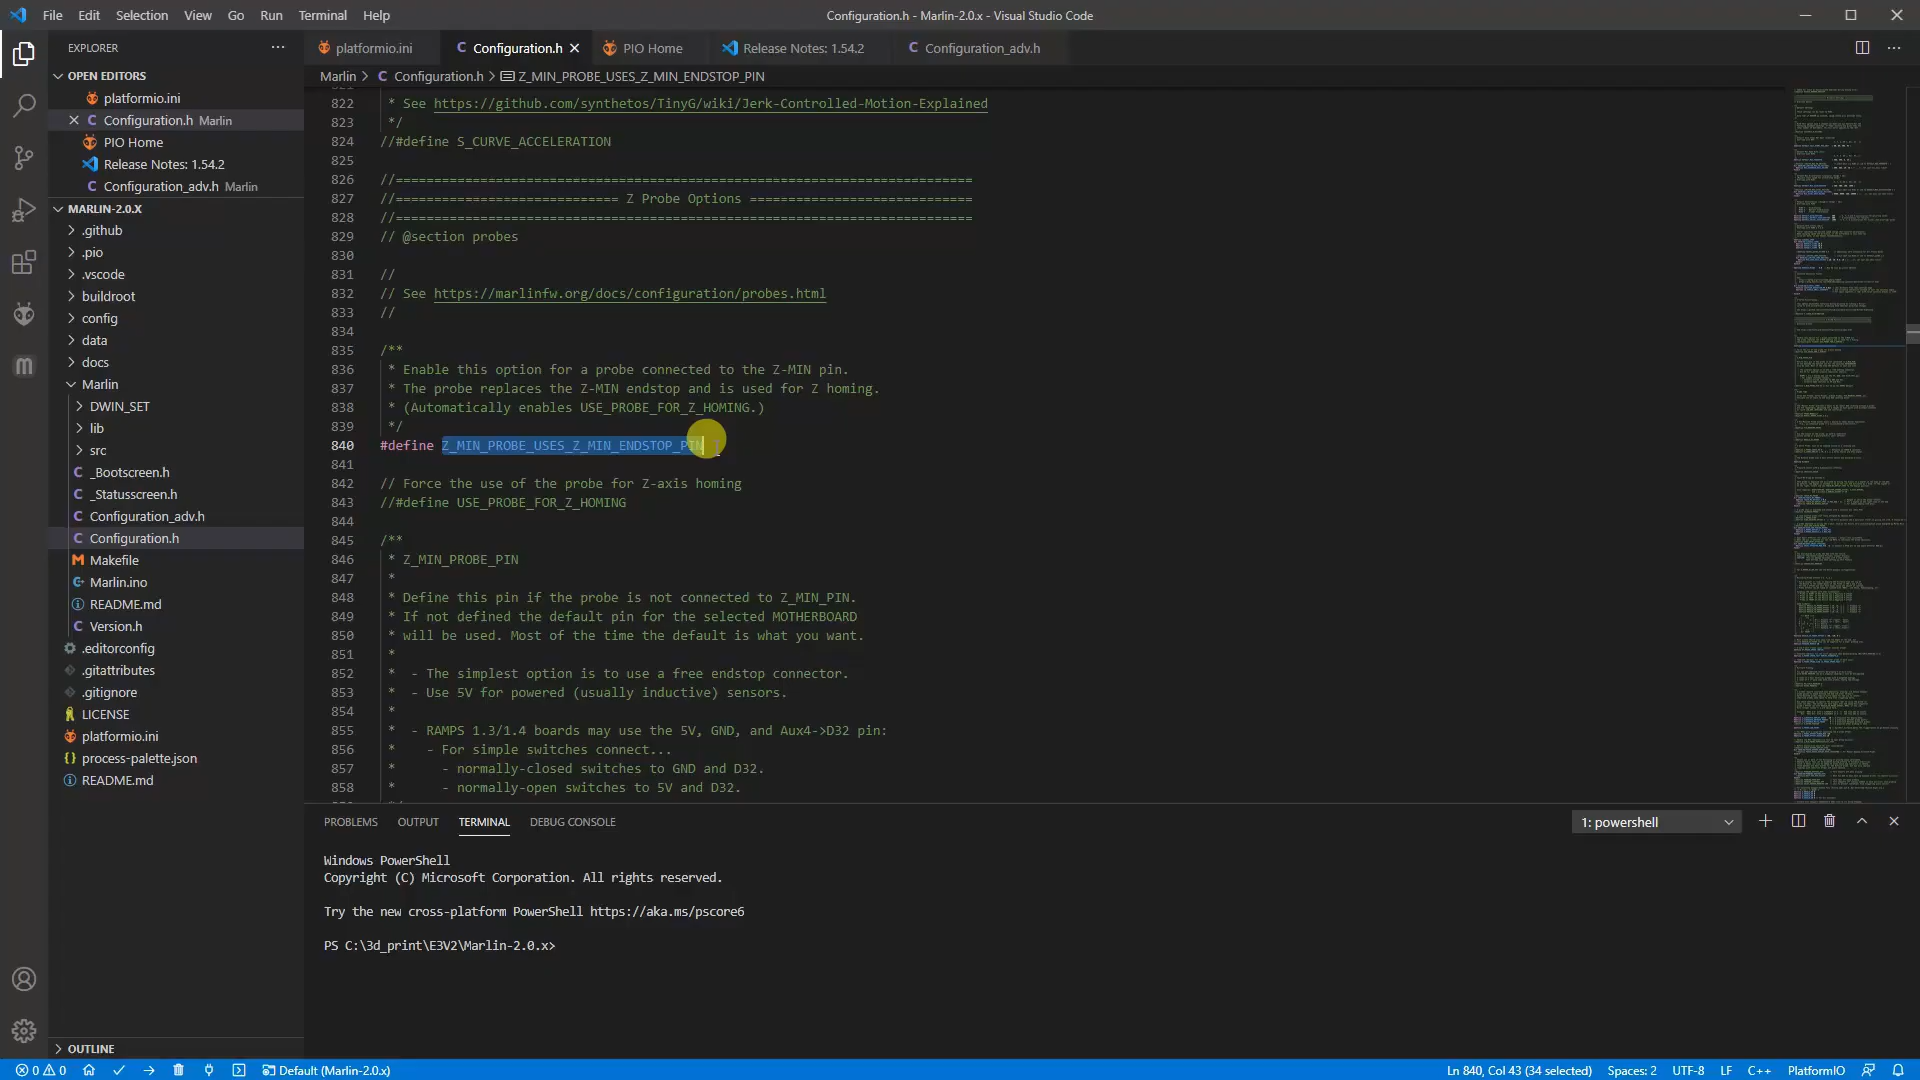 File Edit Selection View Go Run Terminal Help
Configuration.h - Marlin-2.0.x - Visual Studio Code
EXPLORER
OPEN EDITORS
platformio.ini
Configuration.h Marlin
PIO Home
Release Notes: 1.54.2
Configuration_adv.h Marlin
MARLIN-2.0.X
.github
.pio
.vscode
buildroot
config
data
docs
Marlin
DWIN_SET
lib
src
_Bootscreen.h
_Statusscreen.h
Configuration_adv.h
Configuration.h
Makefile
Marlin.ino
README.md
Version.h
.editorconfig
.gitattributes
.gitignore
LICENSE
platformio.ini
process-palette.json
README.md
OUTLINE
platformio.ini Configuration.h PIO Home Release Notes: 1.54.2 Configuration_adv.h
Marlin > Configuration.h > Z_MIN_PROBE_USES_Z_MIN_ENDSTOP_PIN
822 * See https://github.com/synthetos/TinyG/wiki/Jerk-Controlled-Motion-Explained
823 */
824 //#define S_CURVE_ACCELERATION
825
826 //===========================================================================
827 //============================= Z Probe Options =============================
828 //===========================================================================
829 // @section probes
830
831 //
832 // See https://marlinfw.org/docs/configuration/probes.html
833 //
834
835 /**
836 * Enable this option for a probe connected to the Z-MIN pin.
837 * The probe replaces the Z-MIN endstop and is used for Z homing.
838 * (Automatically enables USE_PROBE_FOR_Z_HOMING.)
839 */
840 #define Z_MIN_PROBE_USES_Z_MIN_ENDSTOP_PIN
841
842 // Force the use of the probe for Z-axis homing
843 //#define USE_PROBE_FOR_Z_HOMING
844
845 /**
846 * Z_MIN_PROBE_PIN
847 *
848 * Define this pin if the probe is not connected to Z_MIN_PIN.
849 * If not defined the default pin for the selected MOTHERBOARD
850 * will be used. Most of the time the default is what you want.
851 *
852 * - The simplest option is to use a free endstop connector.
853 * - Use 5V for powered (usually inductive) sensors.
854 *
855 * - RAMPS 1.3/1.4 boards may use the 5V, GND, and Aux4->D32 pin:
856 * - For simple switches connect...
857 * - normally-closed switches to GND and D32.
858 * - normally-open switches to 5V and D32.
PROBLEMS OUTPUT TERMINAL DEBUG CONSOLE
1: powershell
Windows PowerShell
Copyright (C) Microsoft Corporation. All rights reserved.
Try the new cross-platform PowerShell https://aka.ms/pscore6
PS C:\3d_print\E3V2\Marlin-2.0.x>
0 0 Default (Marlin-2.0.x)
Ln 840, Col 43 (34 selected) Spaces: 2 UTF-8 LF C++ PlatformIO